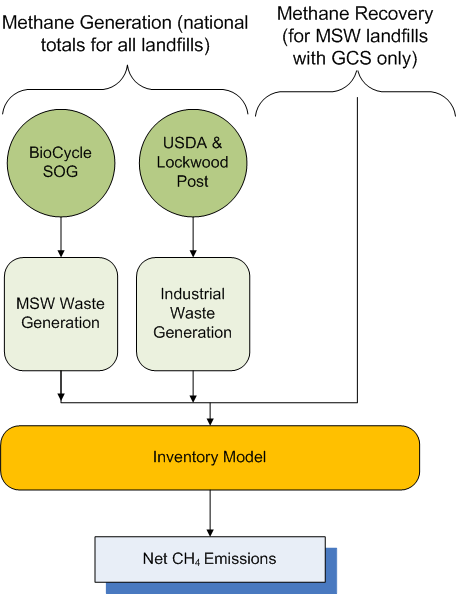 Methane Generation (national
totals for all landfills)
Methane Recovery
(for MSW landfills
with GCS only)
BioCycle
SOG
USDA &
Lockwood
Post
MSW Waste
Generation
Industrial
Waste
Generation
Inventory Model
Net CH₄ Emissions